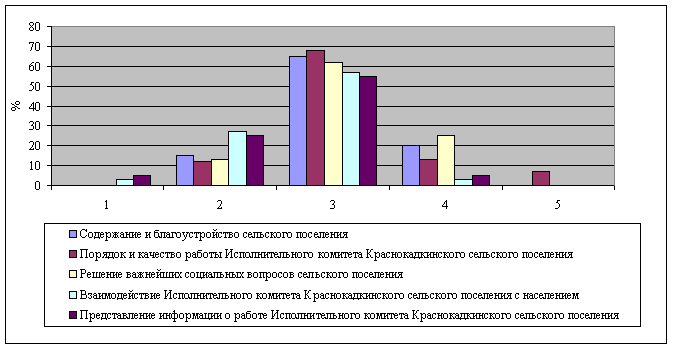 80
70
60
50
40
30
20
10
0
%
1 2 3 4 5
Содержание и благоустройство сельского поселения
Порядок и качество работы Исполнительного комитета Краснокадкинского сельского поселения
Решение важнейших социальных вопросов сельского поселения
Взаимодействие Исполнительного комитета Краснокадкинского сельского поселения с населением
Представление информации о работе Исполнительного комитета Краснокадкинского сельского поселения